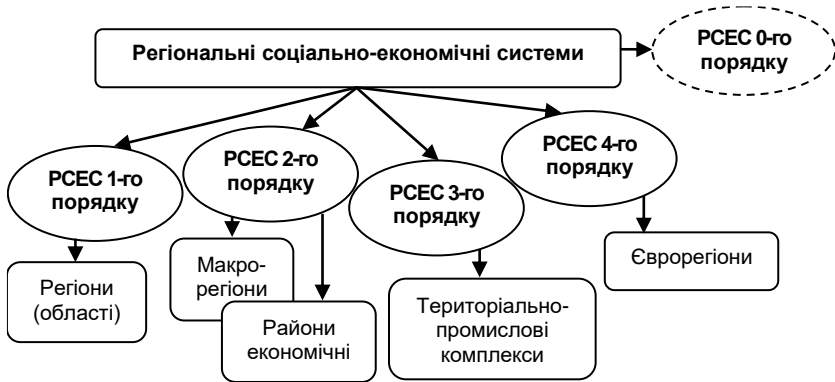 Регіональні соціально-економічні системи
РСЕС 0-го
порядку
РСЕС 1-го
порядку
РСЕС 2-го
порядку
РСЕС 3-го
порядку
РСЕС 4-го
порядку
Регіони
(області)
Макро-
регіони
Райони
економічні
Територіально-
промислові
комплекси
Єврорегіони